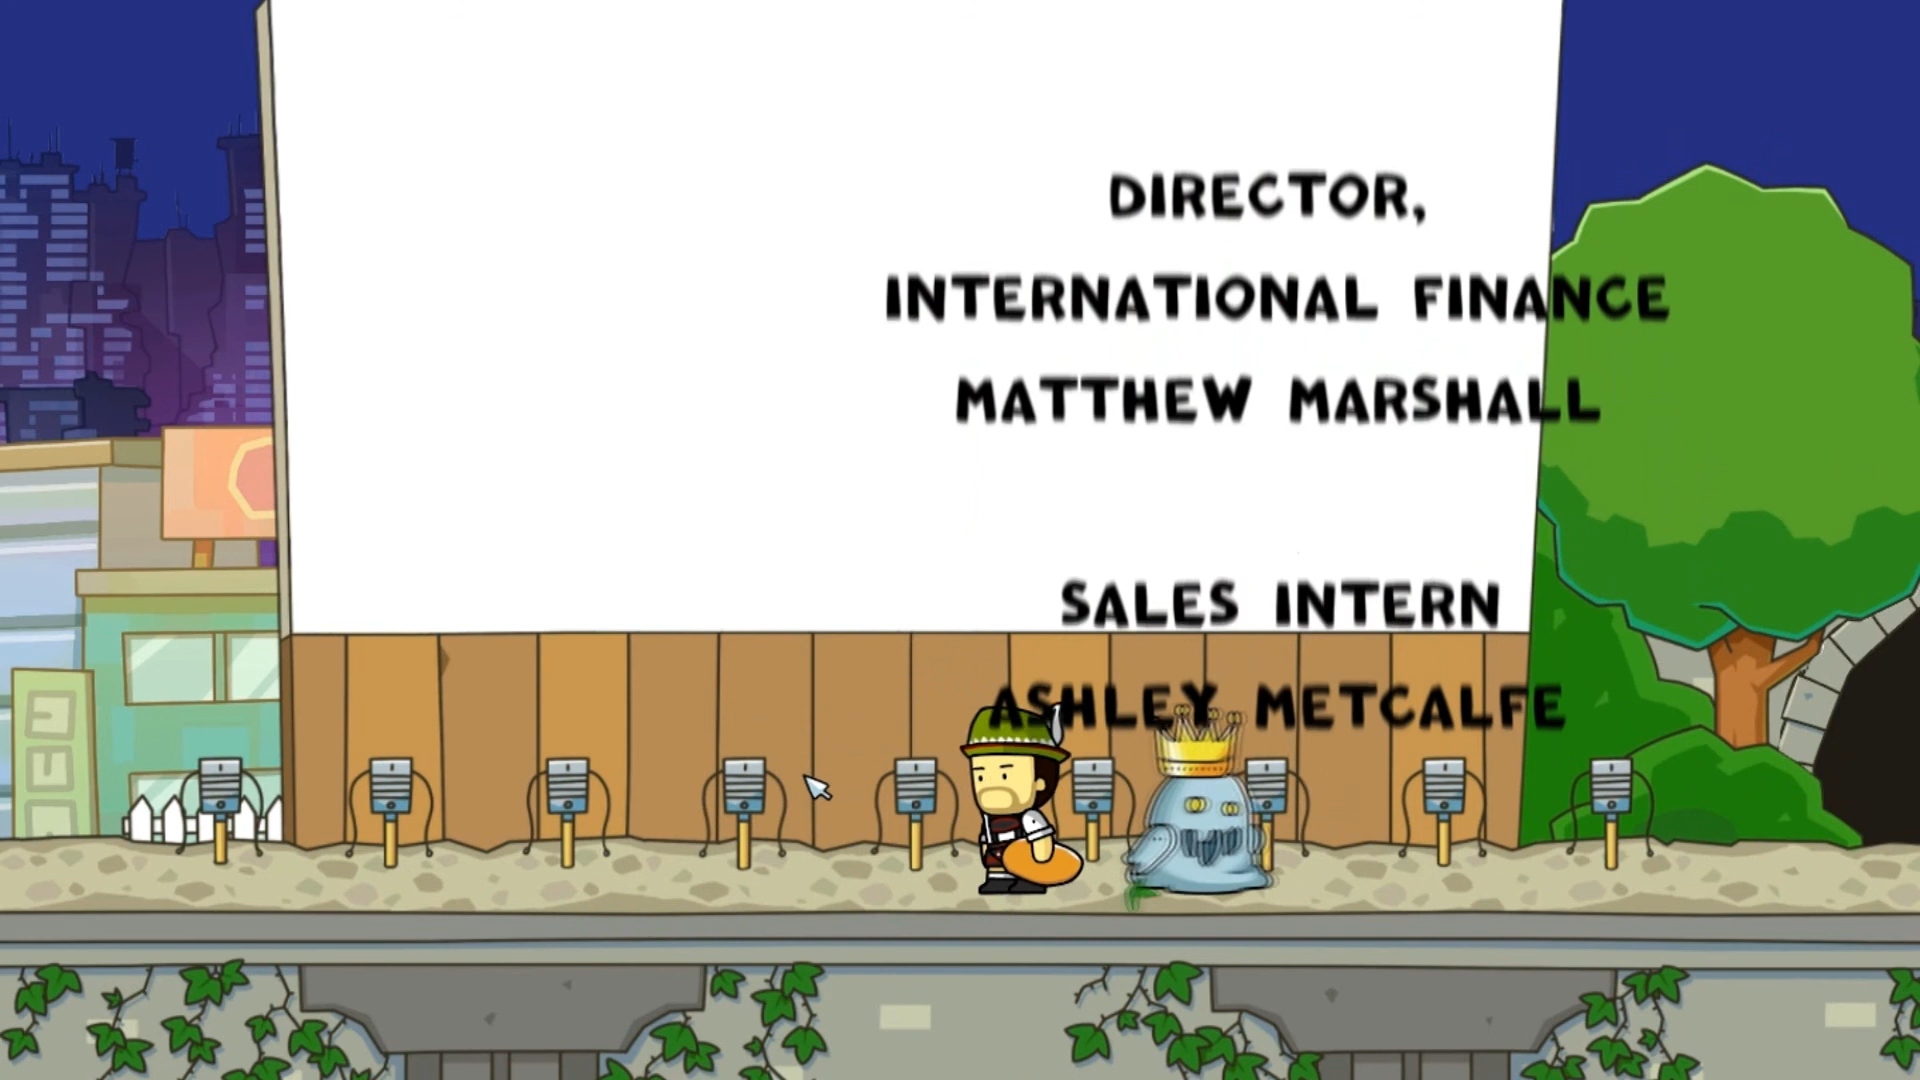 DIRECTOR,
INTERNATIONAL FINANCE
MATTHEW MARSHALL
SALES INTERN
ASHLEY METCALFE